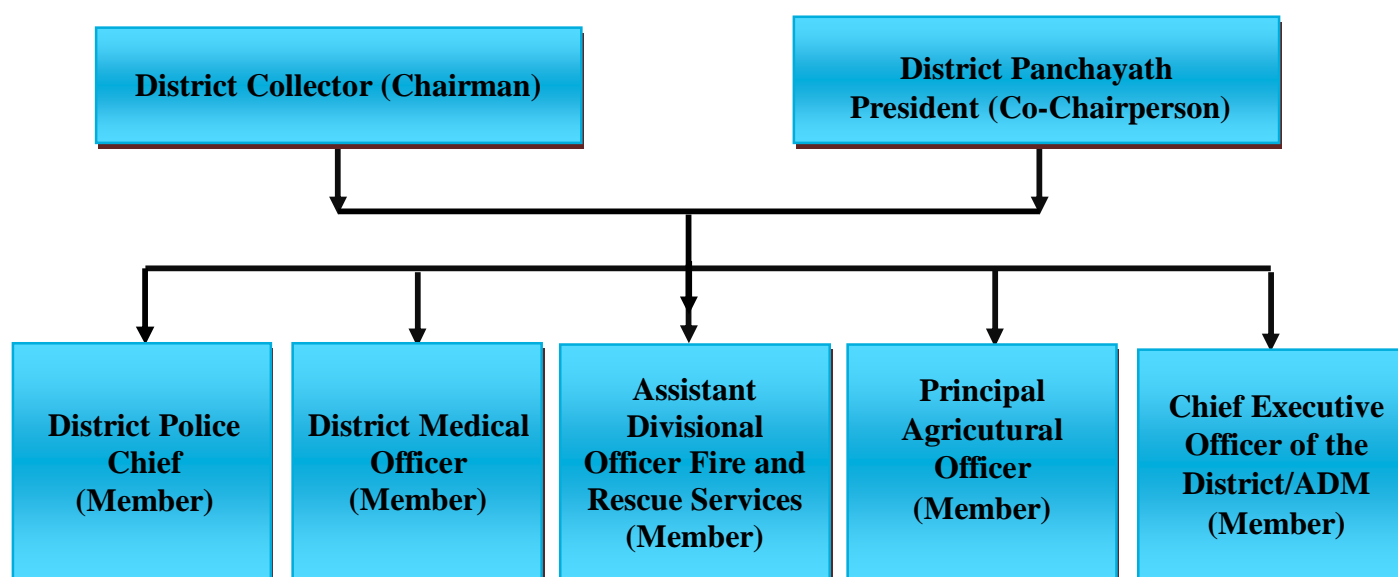 District Collector (Chairman)
District Panchayath
President (Co-Chairperson)
District Police
Chief
(Member)
District Medical
Officer
(Member)
Assistant
Divisional
Officer Fire and
Rescue Services
(Member)
Principal
Agricutural
Officer
(Member)
Chief Executive
Officer of the
District/ADM
(Member)